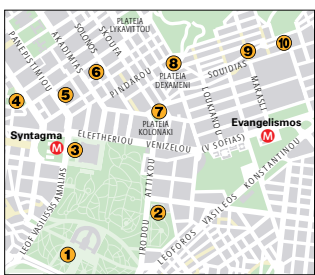 PLATEIA
LYKAVITTOU
PANEPISTIMIOU
AKADIMIAS
SOLONOS
SKOUFA
PINDAROU
8
9
10
PLATEIA
DEXAMENI
SOUIDIAS
6
5
4
7
PLATEIA
KOLONAKI
LOUKIANOU
MARASLI
Evangelismos
M
Syntagma
M
3
ELEFTHERIOU VENIZELOU (V SOFIAS)
LEOF VASILISSIS AMALIAS
IRODOU ATTIKOU
2
LEOFOROS VASILEOS KONSTANTINOU
1